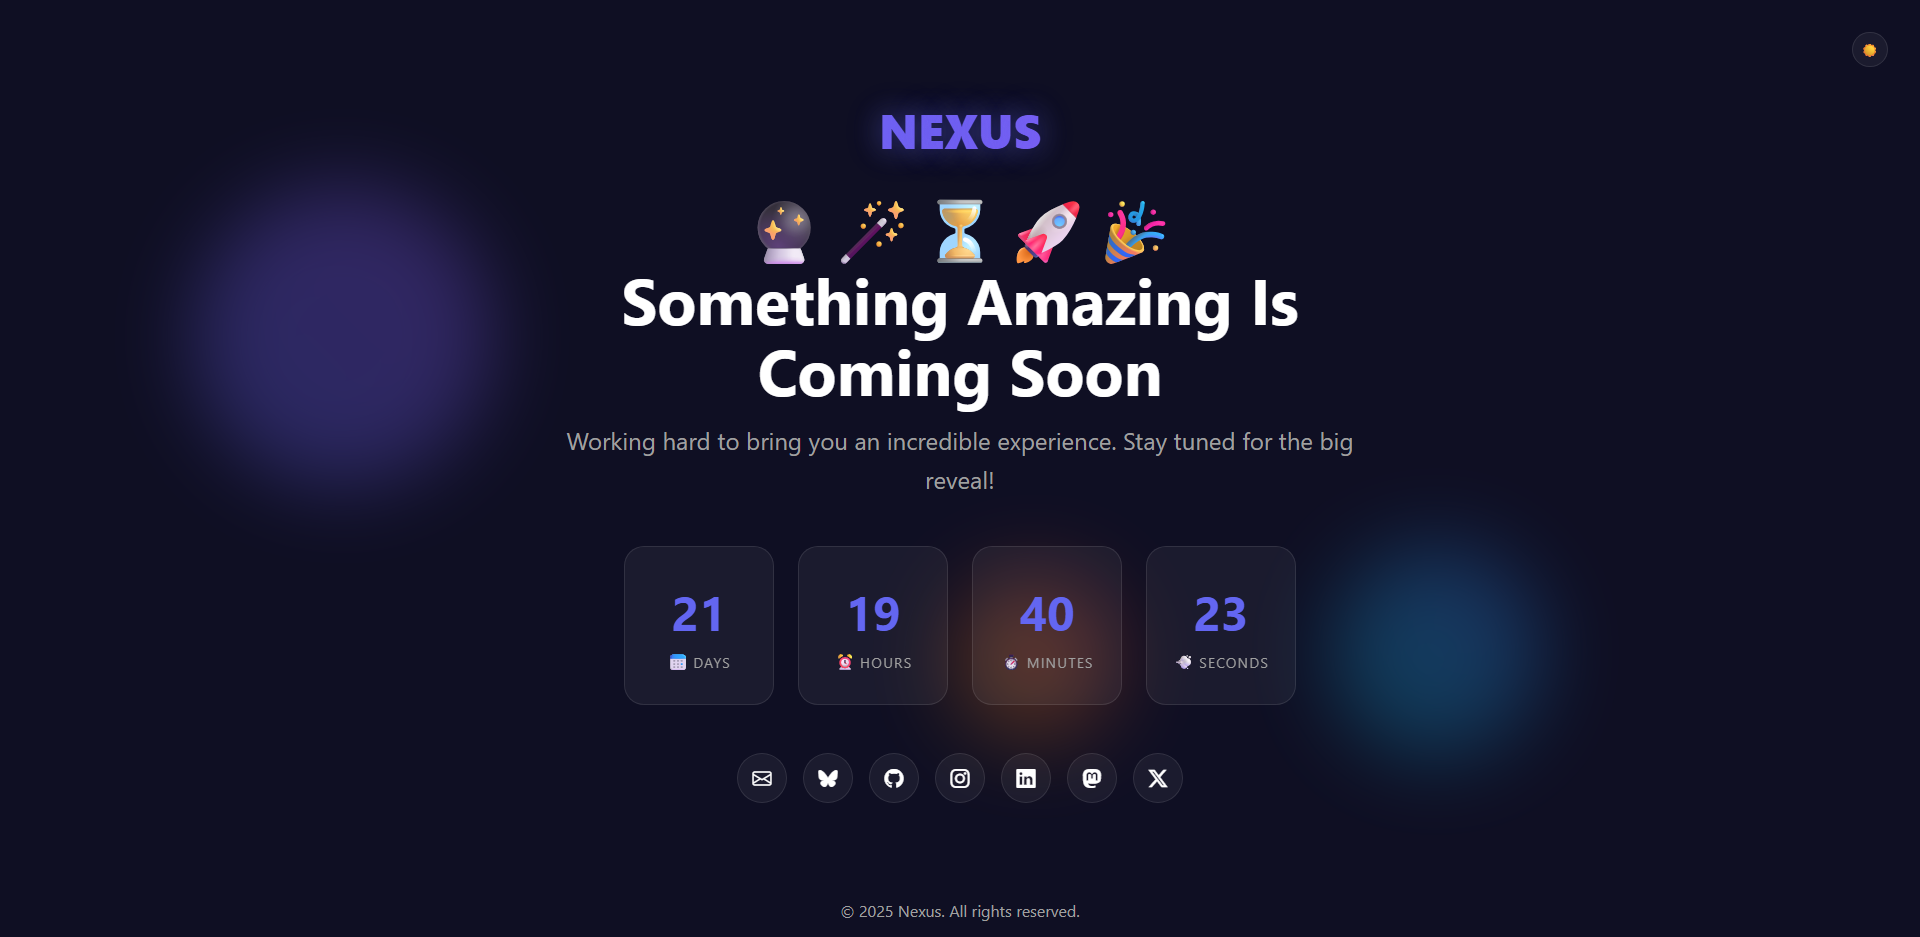 NEXUS
Something Amazing Is
Coming Soon
Working hard to bring you an incredible experience. Stay tuned for the big
reveal!
21 19 40 23
DAYS HOURS MINUTES SECONDS
© 2025 Nexus. All rights reserved.